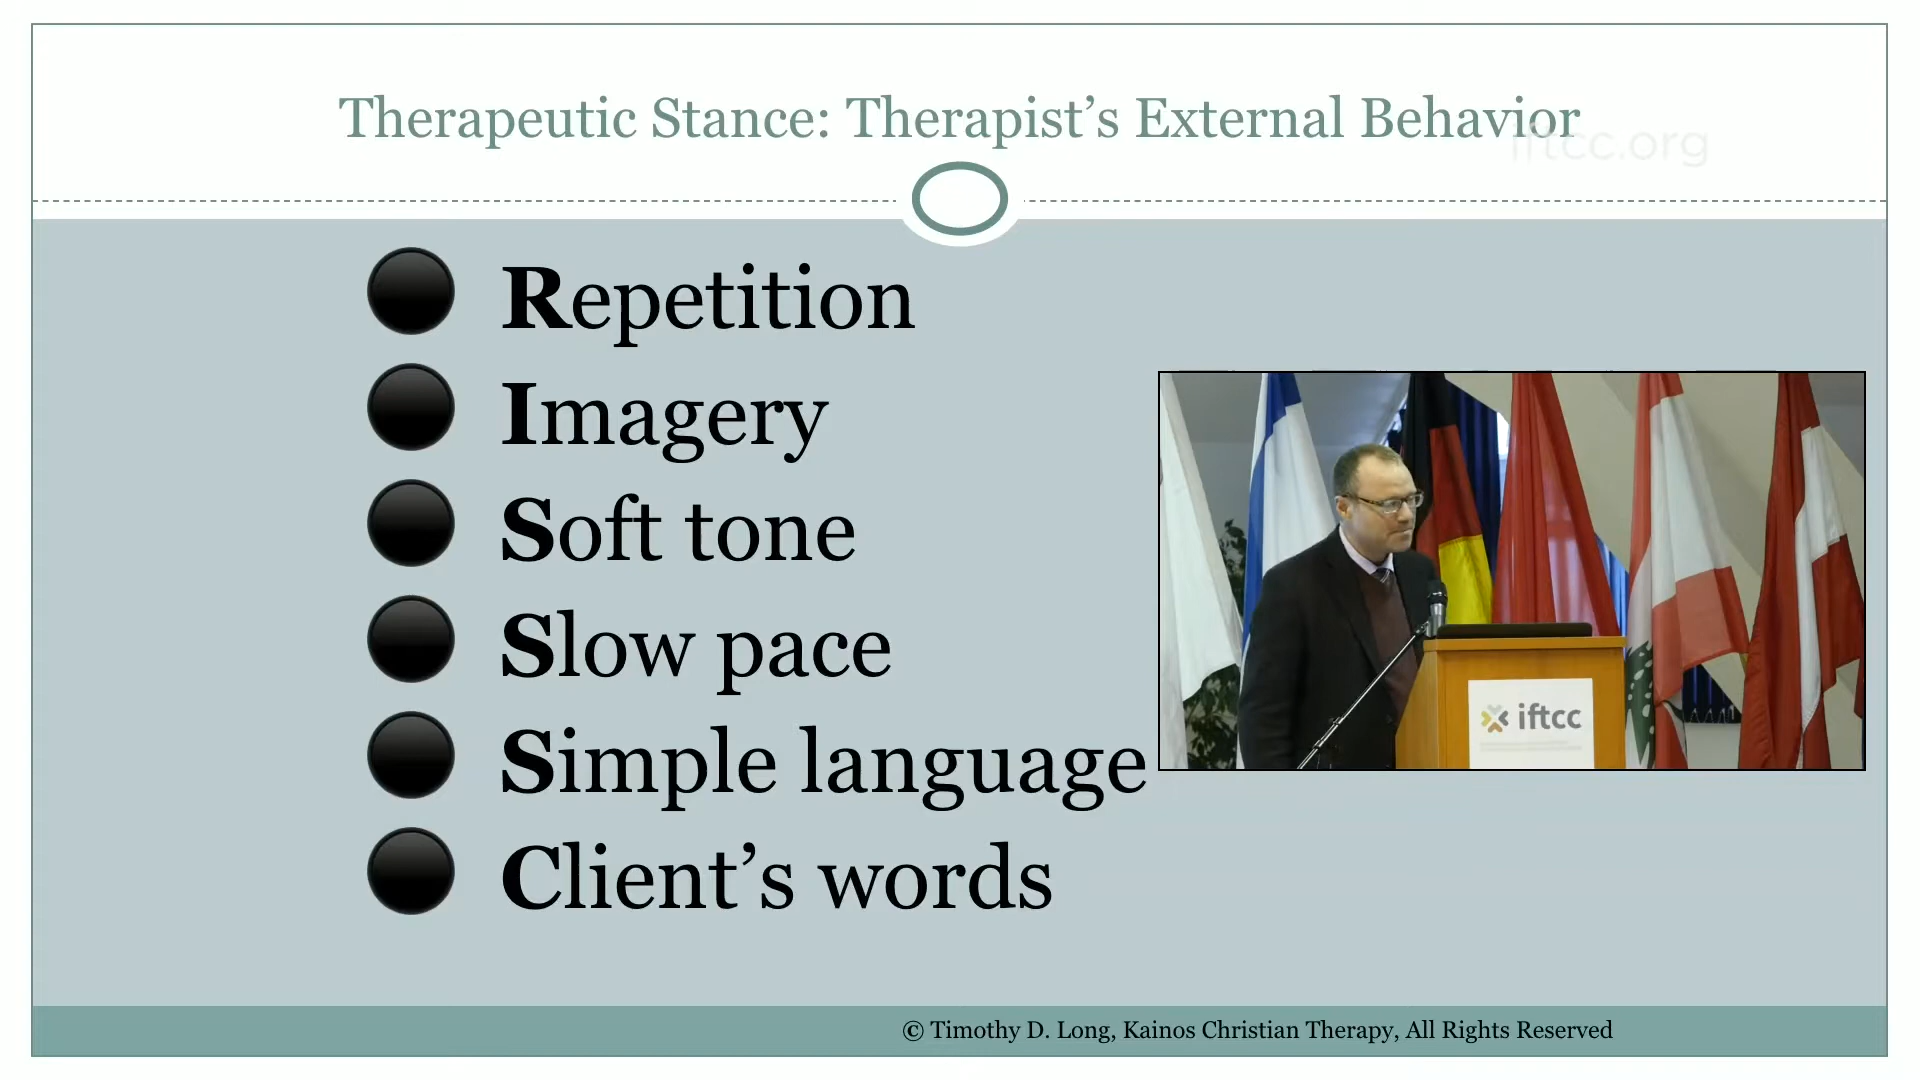 Therapeutic Stance: Therapist’s External Behavior
iftcc.org
Repetition
Imagery
Soft tone
Slow pace
Simple language
Client’s words
iftcc
© Timothy D. Long, Kainos Christian Therapy, All Rights Reserved